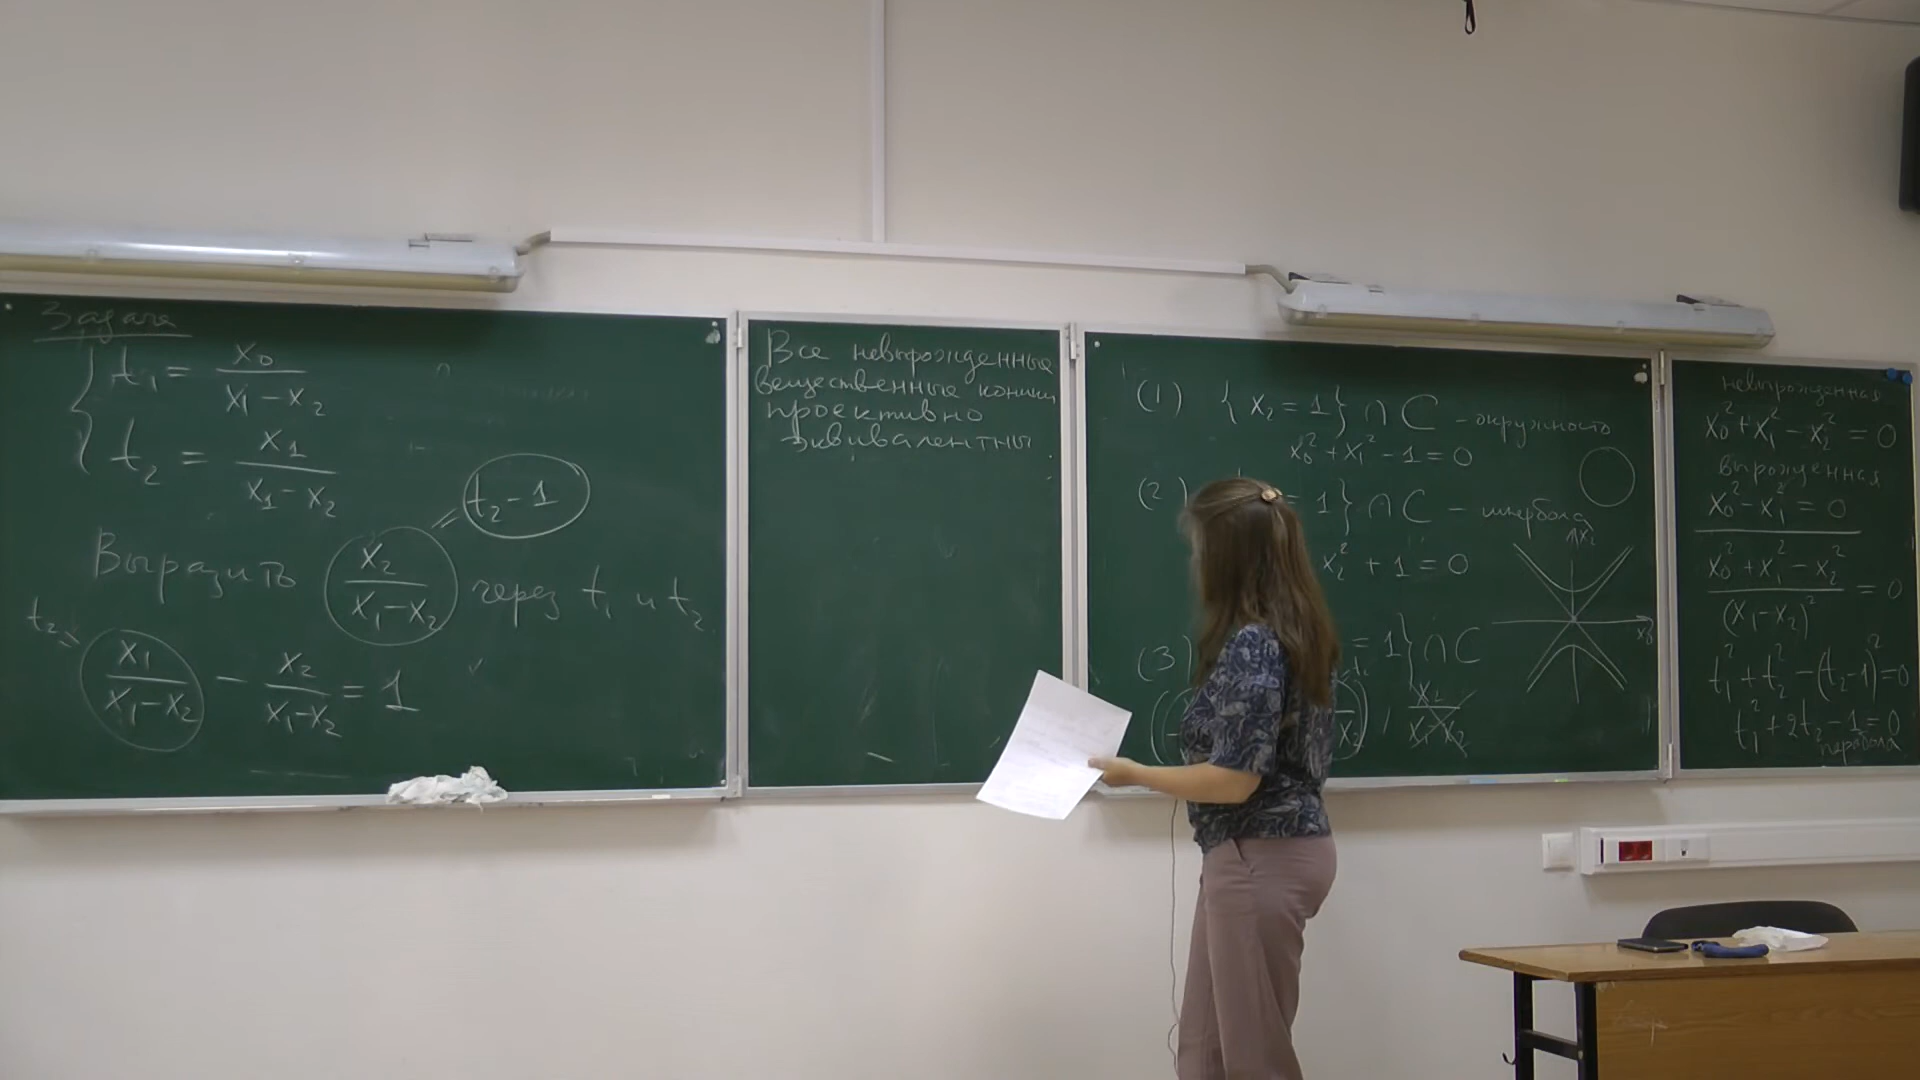 Задача
t₁ = x₀ / (x₁ − x₂)
t₂ = x₁ / (x₁ − x₂)
Выразить x₂ / (x₁ − x₂) = t₂ − 1 через t₁ и t₂
t₂ = x₁ / (x₁ − x₂) − x₂ / (x₁ − x₂) = 1
Все невырожденные
вещественные коники
проективно
эквивалентны
(1) {x₂ = 1} ∩ C – окружность
x₀² + x₁² − 1 = 0
(2) = 1} ∩ C – гипербола
x₂² + 1 = 0
x₂
x₀
(3) = 1} ∩ C
x₂ / (x₁ − x₂)
невырожденная
x₀² + x₁² − x₂² = 0
вырожденная
x₀² − x₁² = 0
(x₀² + x₁² − x₂²) / (x₁ − x₂)² = 0
t₁² + t₂² − (t₂ − 1)² = 0
t₁² + 2t₂ − 1 = 0
парабола